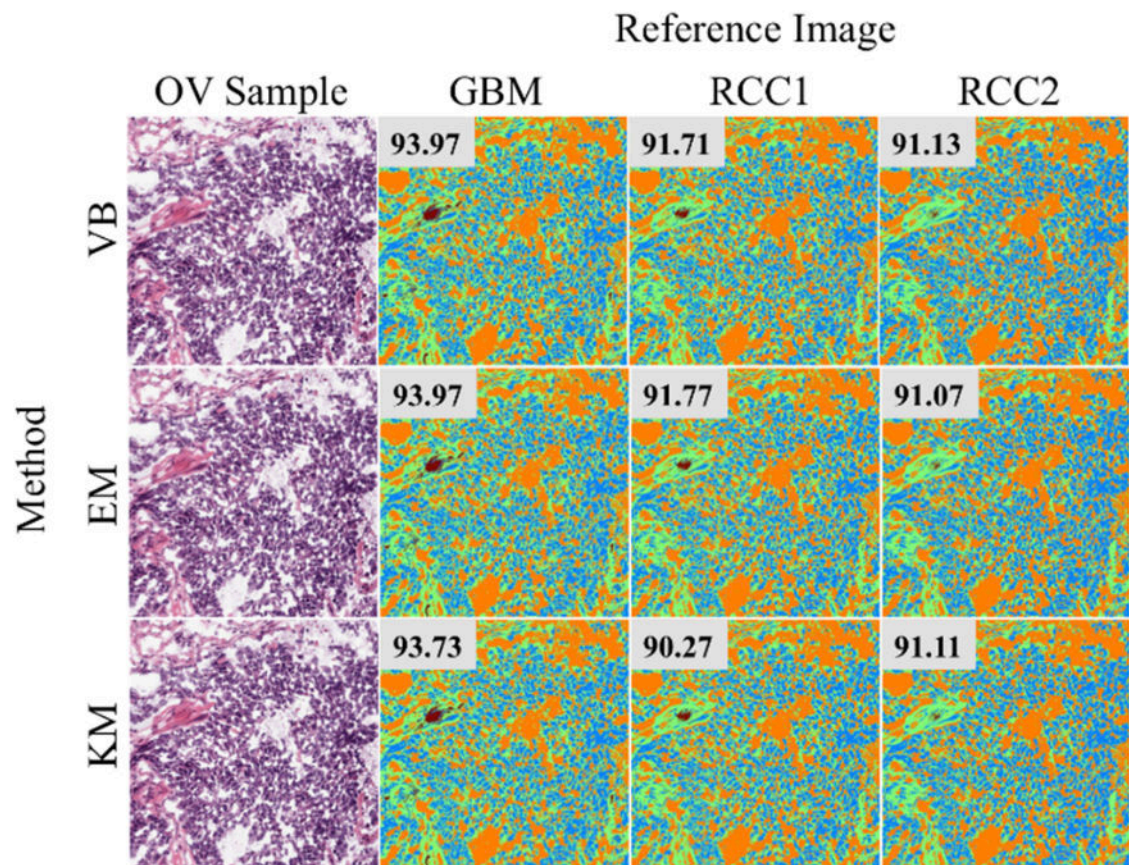 Reference Image
OV Sample GBM RCC1 RCC2
VB 93.97 91.71 91.13
Method
EM 93.97 91.77 91.07
KM 93.73 90.27 91.11